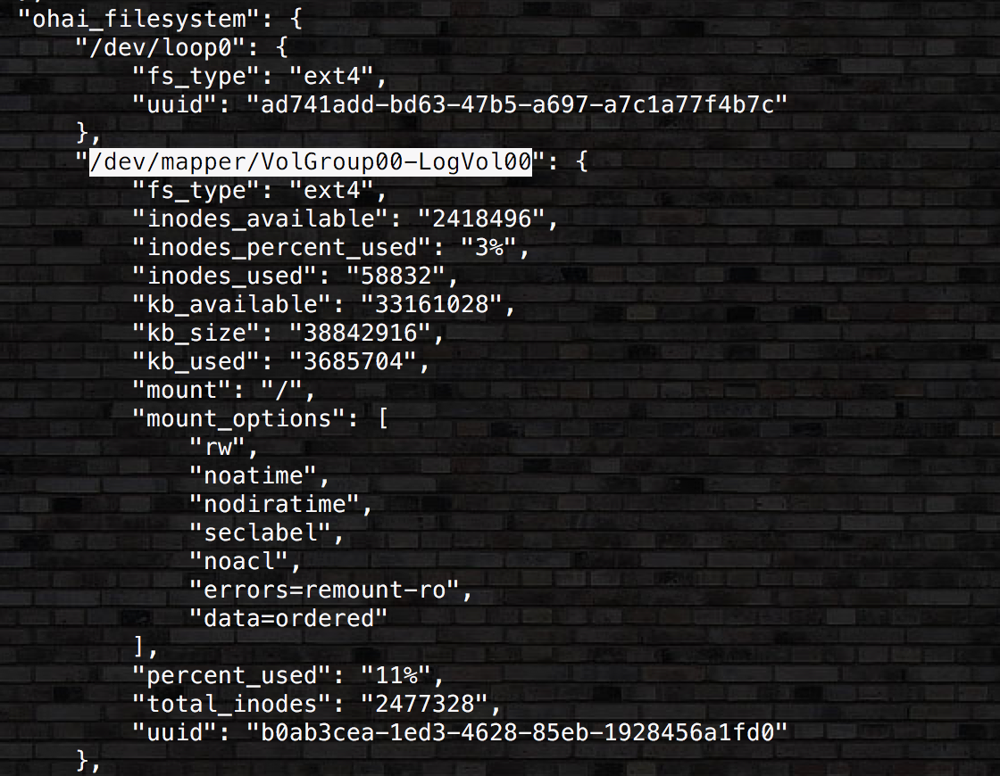 "ohai_filesystem": {
"/dev/loop0": {
"fs_type": "ext4",
"uuid": "ad741add-bd63-47b5-a697-a7c1a77f4b7c"
},
"/dev/mapper/VolGroup00-LogVol00": {
"fs_type": "ext4",
"inodes_available": "2418496",
"inodes_percent_used": "3%",
"inodes_used": "58832",
"kb_available": "33161028",
"kb_size": "38842916",
"kb_used": "3685704",
"mount": "/",
"mount_options": [
"rw",
"noatime",
"nodiratime",
"seclabel",
"noacl",
"errors=remount-ro",
"data=ordered"
],
"percent_used": "11%",
"total_inodes": "2477328",
"uuid": "b0ab3cea-1ed3-4628-85eb-1928456a1fd0"
},